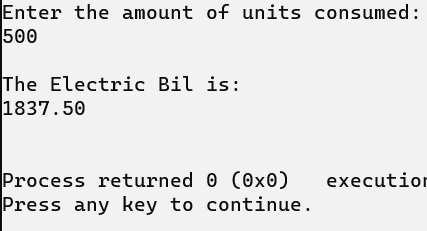 Enter the amount of units consumed:
500
The Electric Bil is:
1837.50
Process returned 0 (0x0)   execution
Press any key to continue.